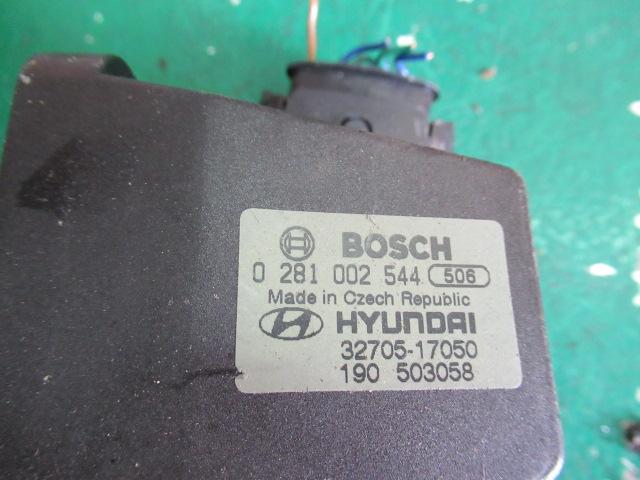 BOSCH
0 281 002 544 506
Made in Czech Republic
HYUNDAI
32705-17050
190 503058